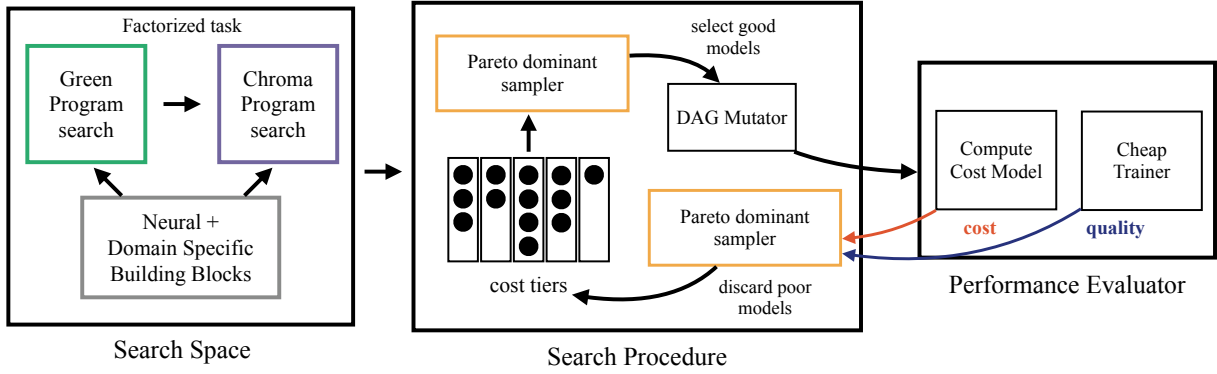 Factorized task
Green
Program
search
Chroma
Program
search
Neural +
Domain Specific
Building Blocks
Search Space
Pareto dominant
sampler
select good
models
DAG Mutator
cost tiers
Pareto dominant
sampler
discard poor
models
Search Procedure
Compute
Cost Model
Cheap
Trainer
cost
quality
Performance Evaluator